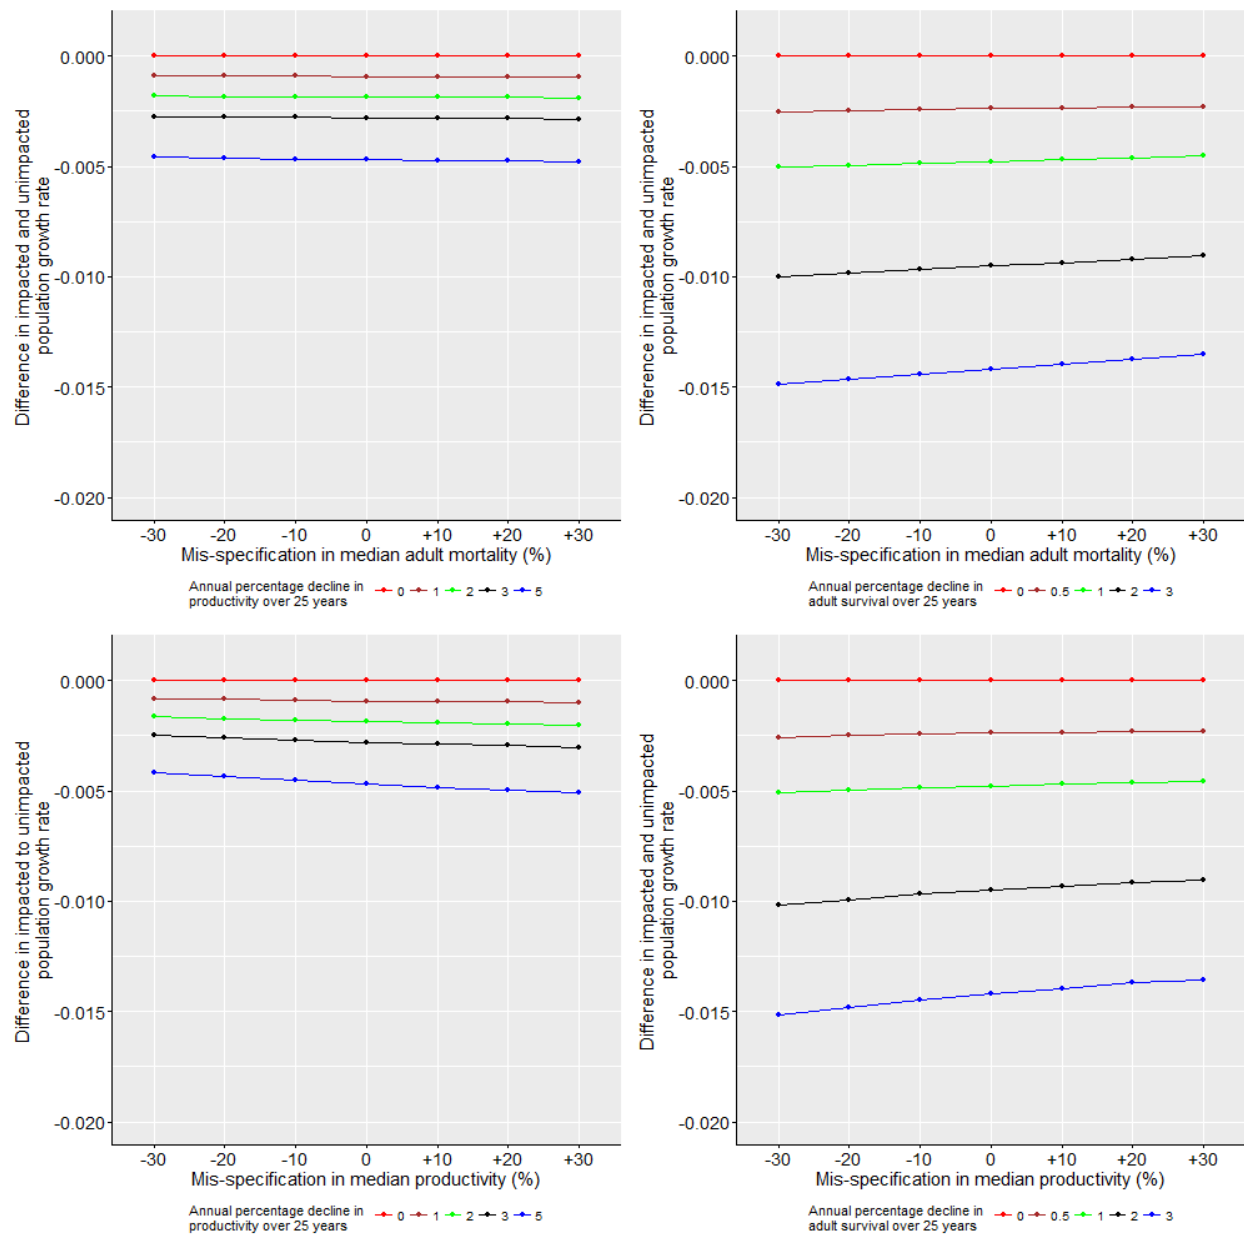 0.000
-0.005
-0.010
-0.015
-0.020
Difference in impacted and unimpacted
population growth rate
-30 -20 -10 0 +10 +20 +30
Mis-specification in median adult mortality (%)
Annual percentage decline in
productivity over 25 years
0 1 2 3 5
0.000
-0.005
-0.010
-0.015
-0.020
Difference in impacted and unimpacted
population growth rate
-30 -20 -10 0 +10 +20 +30
Mis-specification in median adult mortality (%)
Annual percentage decline in
adult survival over 25 years
0 0.5 1 2 3
0.000
-0.005
-0.010
-0.015
-0.020
Difference in impacted to unimpacted
population growth rate
-30 -20 -10 0 +10 +20 +30
Mis-specification in median productivity (%)
Annual percentage decline in
productivity over 25 years
0 1 2 3 5
0.000
-0.005
-0.010
-0.015
-0.020
Difference in impacted and unimpacted
population growth rate
-30 -20 -10 0 +10 +20 +30
Mis-specification in median productivity (%)
Annual percentage decline in
adult survival over 25 years
0 0.5 1 2 3